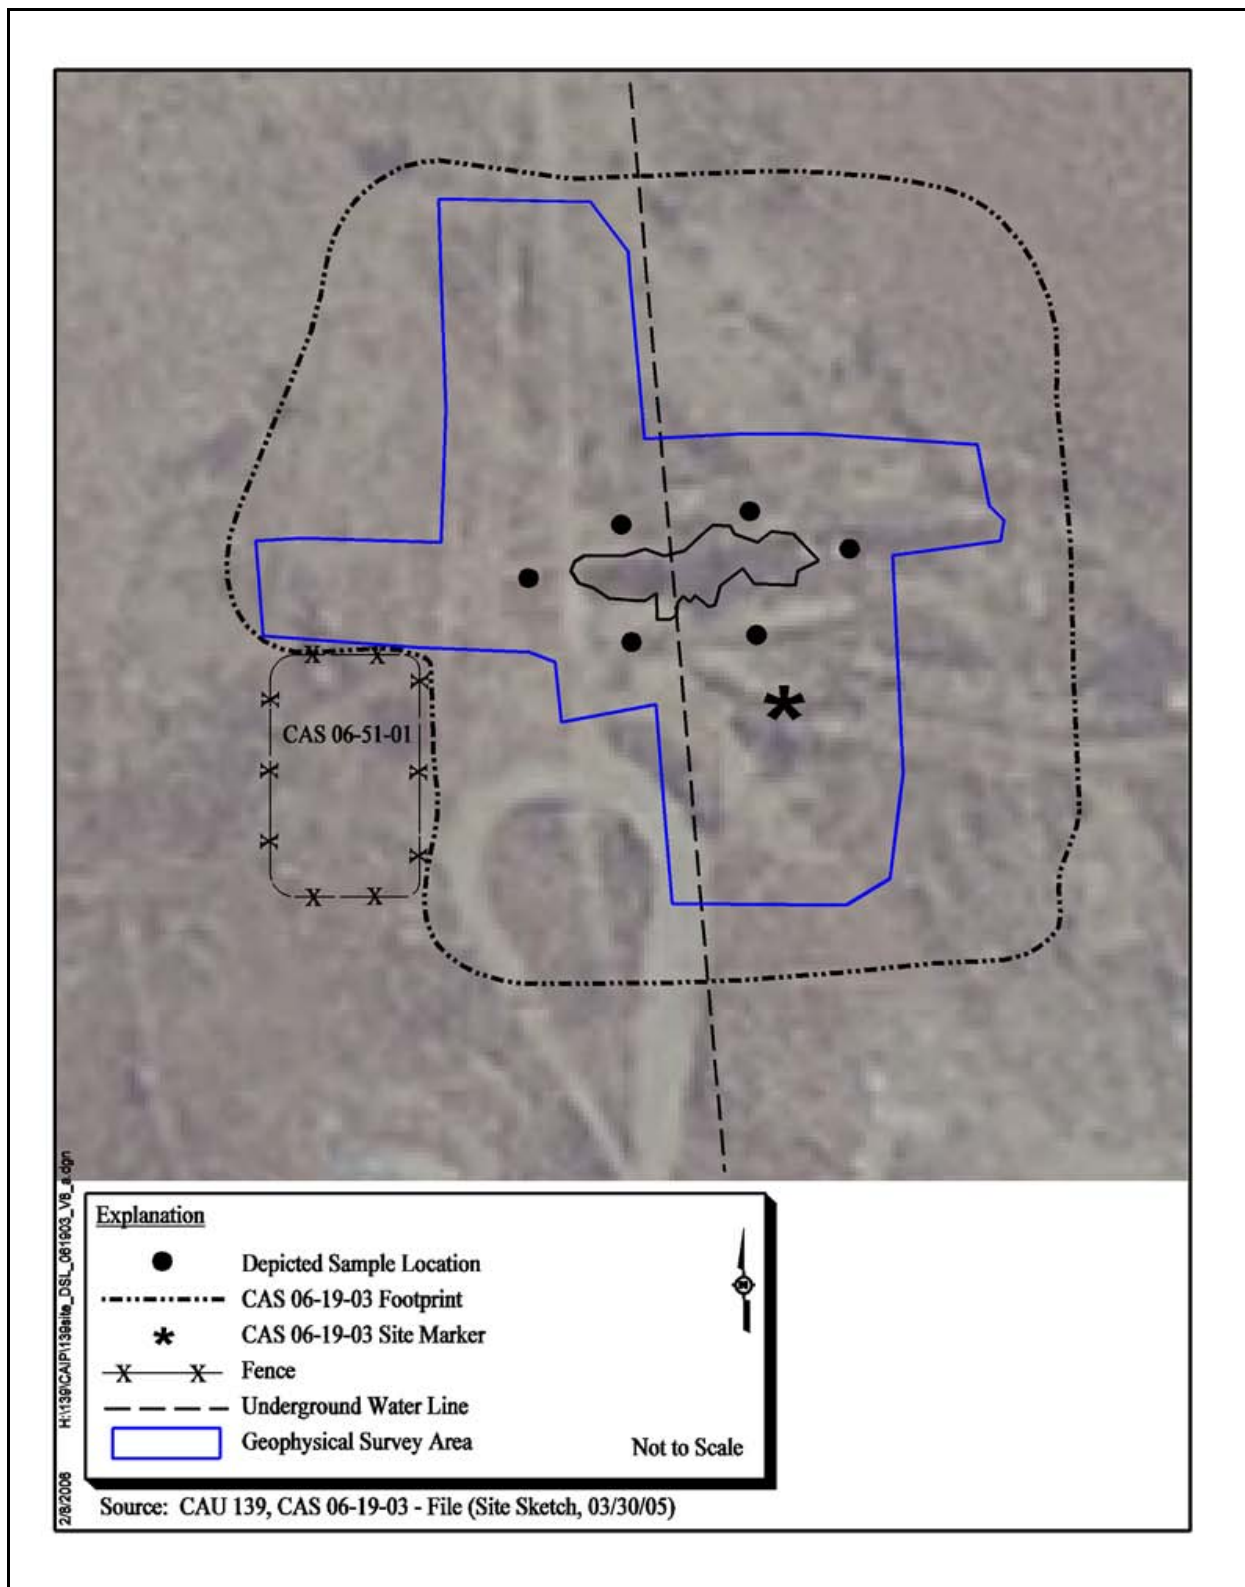 CAS 06-51-01
Explanation
Depicted Sample Location
CAS 06-19-03 Footprint
* CAS 06-19-03 Site Marker
X X Fence
Underground Water Line
Geophysical Survey Area
Not to Scale
Source: CAU 139, CAS 06-19-03 - File (Site Sketch, 03/30/05)
2/8/2006 H:\139\CAIP\139site_DSL_061903_V8_a.dgn